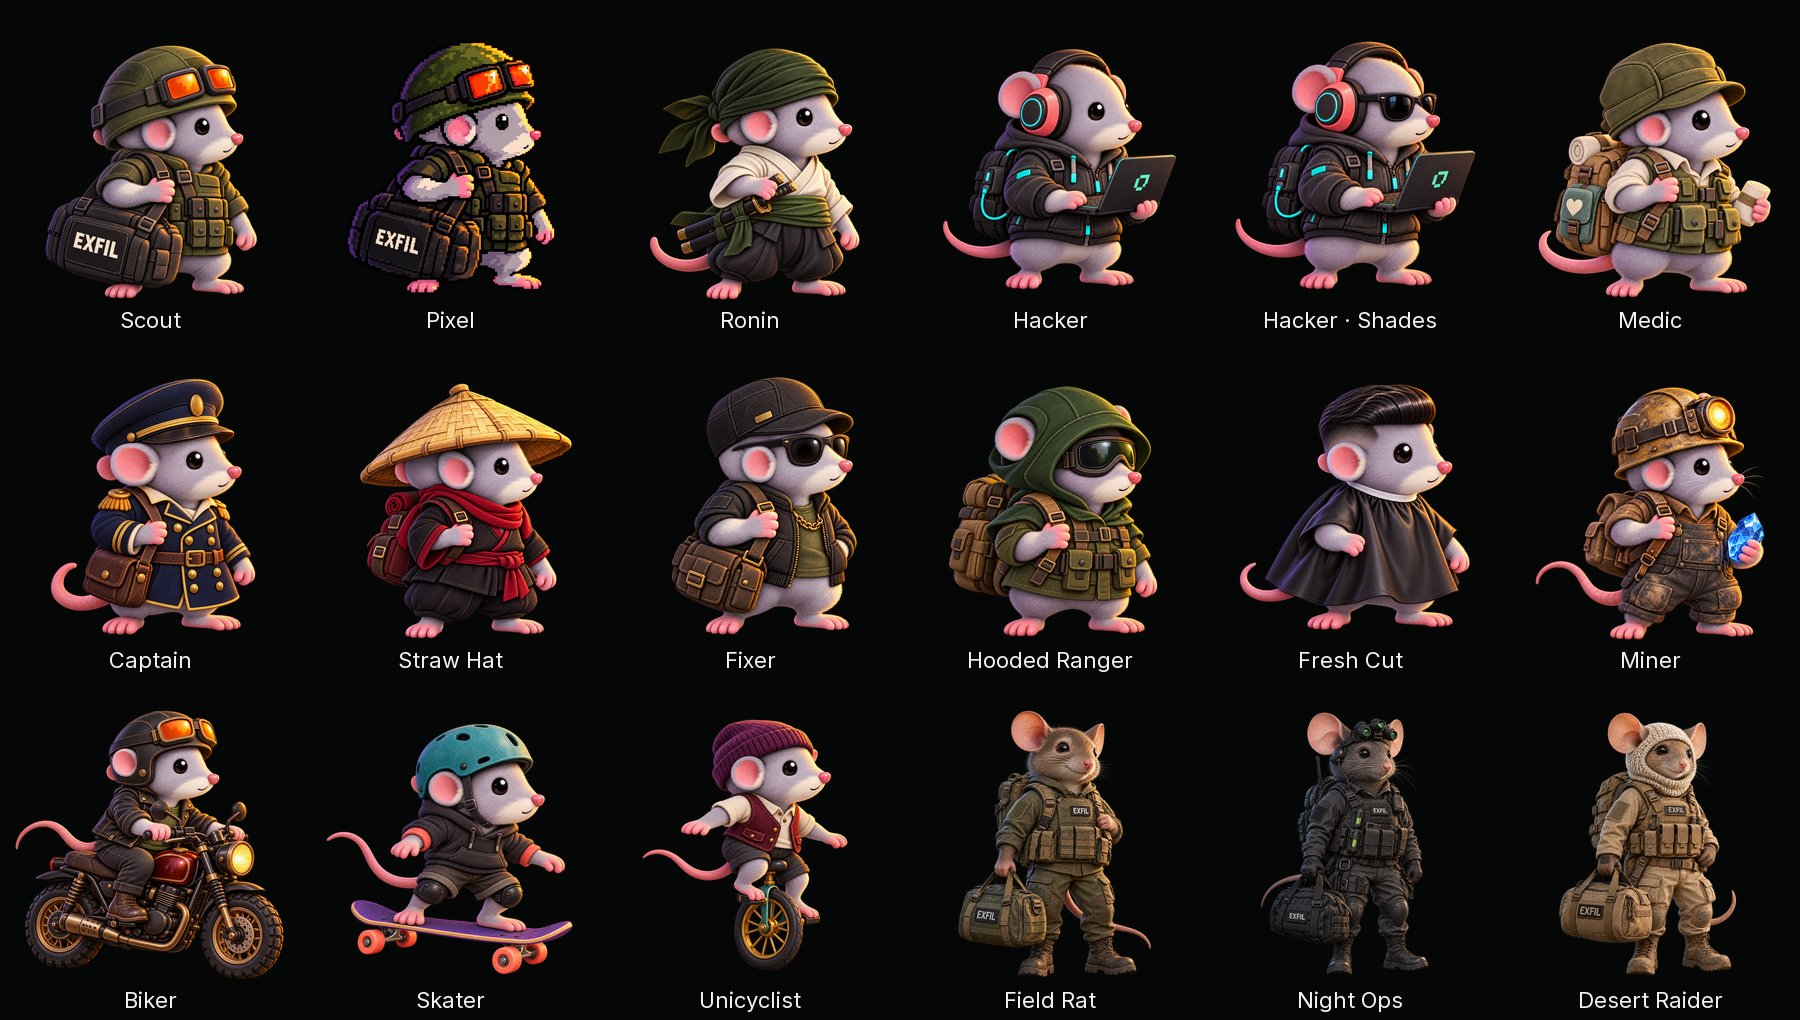 EXFIL
EXFIL
Scout
Pixel
Ronin
Hacker
Hacker · Shades
Medic
Captain
Straw Hat
Fixer
Hooded Ranger
Fresh Cut
Miner
EXFIL
EXFIL
EXFIL
EXFIL
EXFIL
EXFIL
Biker
Skater
Unicyclist
Field Rat
Night Ops
Desert Raider